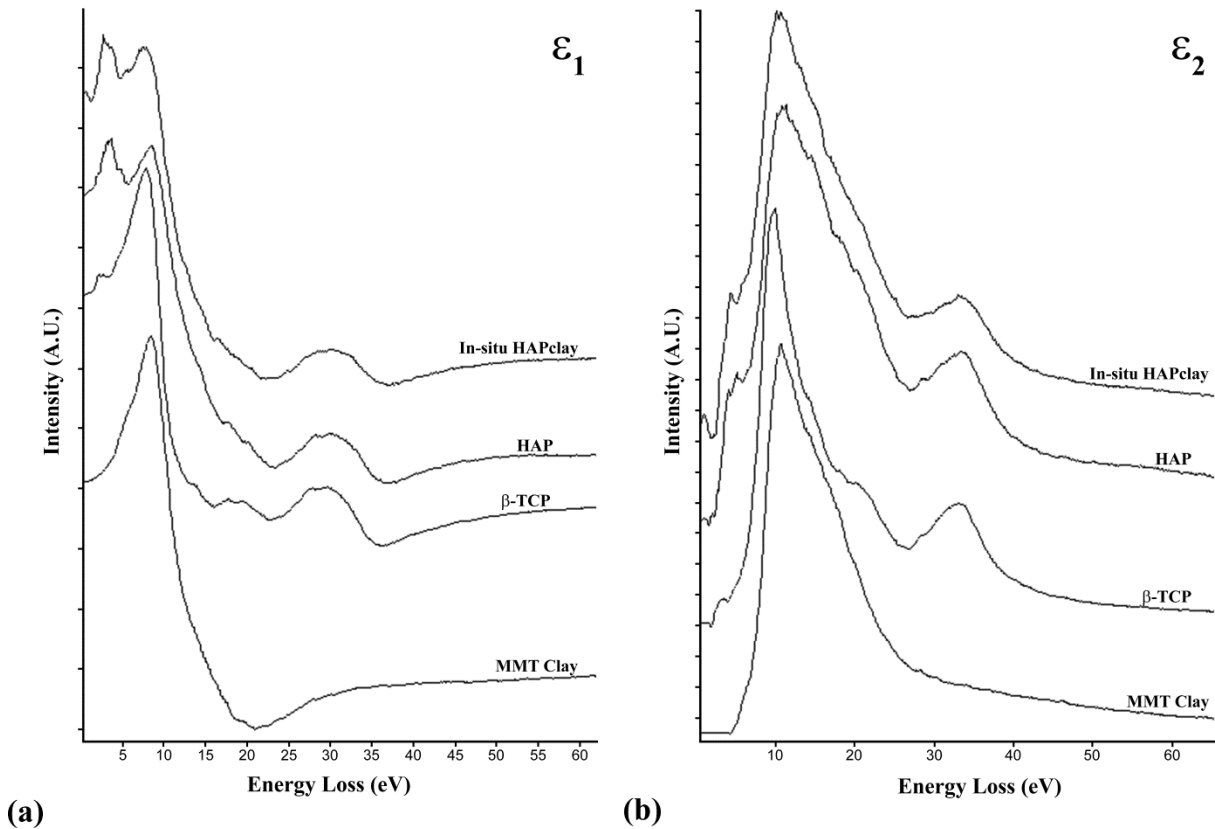 ε1
Intensity (A.U.)
In-situ HAPclay
HAP
β-TCP
MMT Clay
5 10 15 20 25 30 35 40 45 50 55 60
Energy Loss (eV)
(a)
ε2
Intensity (A.U.)
In-situ HAPclay
HAP
β-TCP
MMT Clay
10 20 30 40 50 60
Energy Loss (eV)
(b)